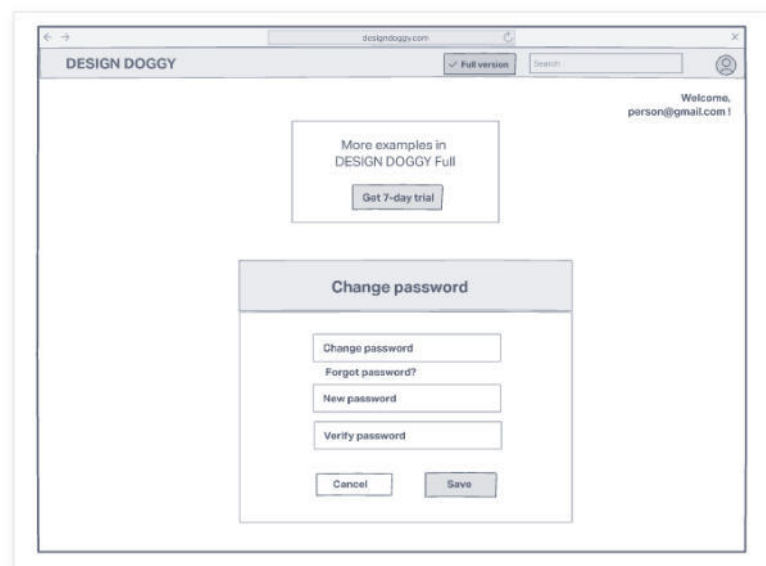 designdoggy.com
DESIGN DOGGY
Full version
Search
Welcome,
person@gmail.com !
More examples in
DESIGN DOGGY Full
Get 7-day trial
Change password
Change password
Forgot password?
New password
Verify password
Cancel
Save